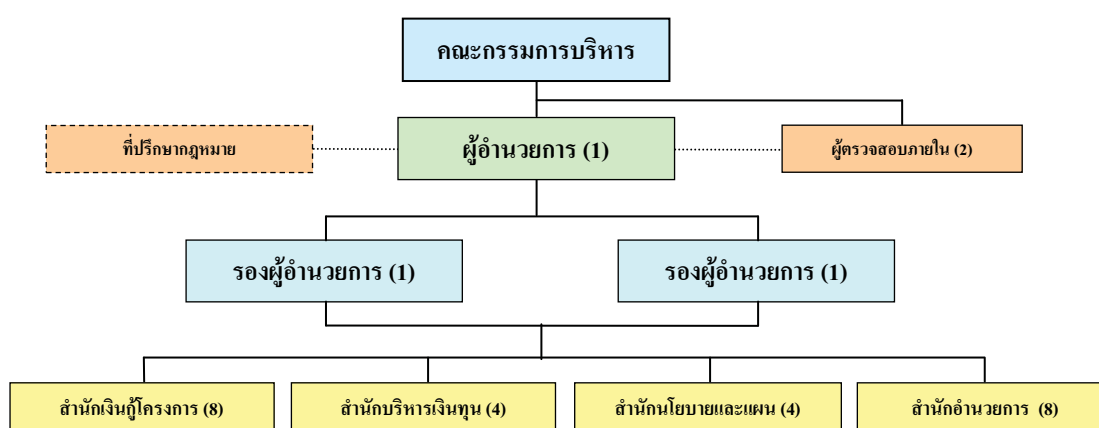 คณะกรรมการบริหาร
ที่ปรึกษากฎหมาย
ผู้อำนวยการ (1)
ผู้ตรวจสอบภายใน (2)
รองผู้อำนวยการ (1)
รองผู้อำนวยการ (1)
สำนักเงินกู้โครงการ (8)
สำนักบริหารเงินทุน (4)
สำนักนโยบายและแผน (4)
สำนักอำนวยการ (8)